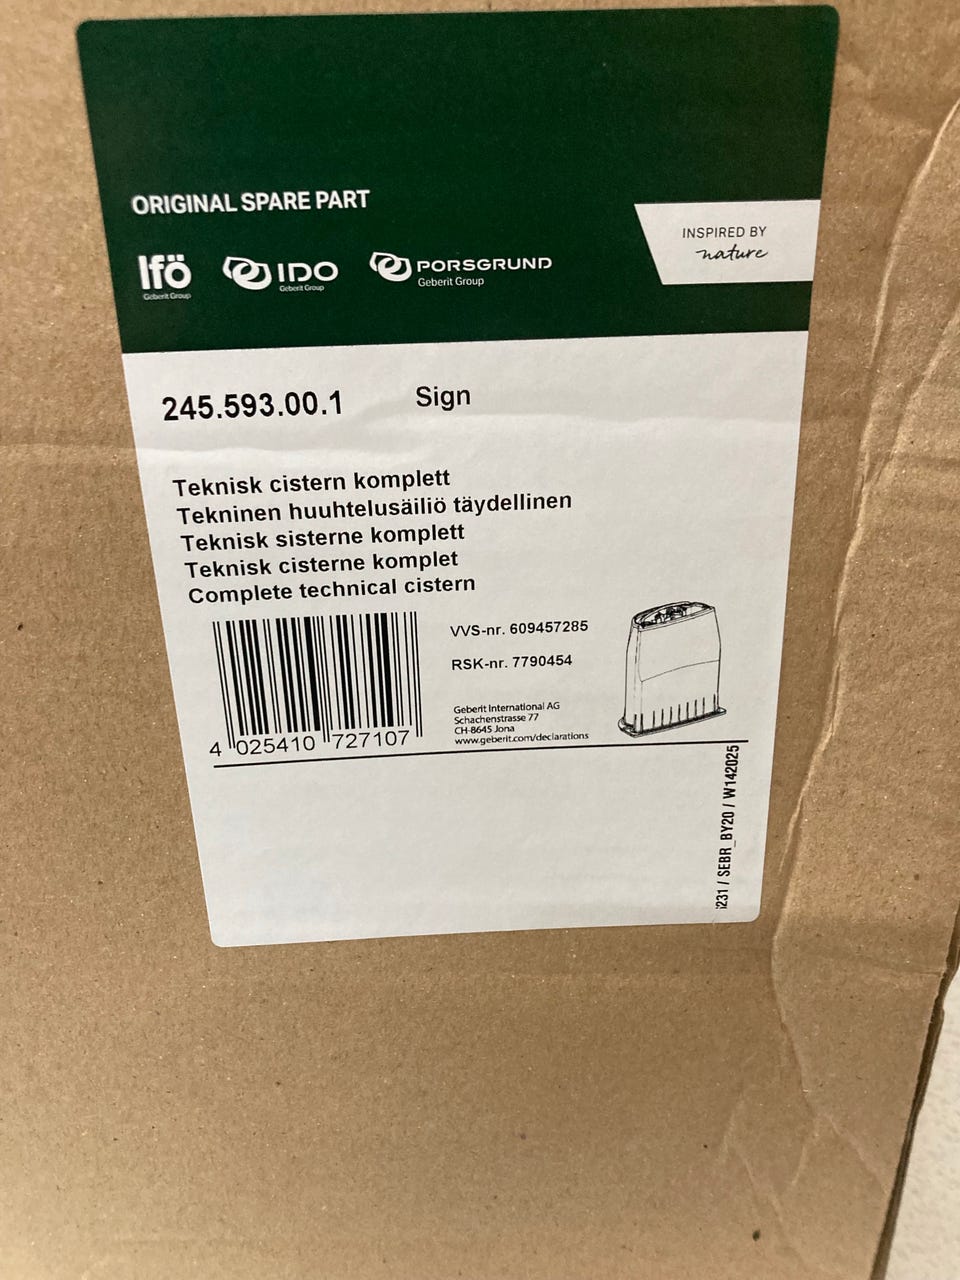 ORIGINAL SPARE PART
Ifö
Geberit Group
IDO
Geberit Group
PORSGRUND
Geberit Group
INSPIRED BY
nature
245.593.00.1 Sign
Teknisk cistern komplett
Tekninen huuhtelusäiliö täydellinen
Teknisk sisterne komplett
Teknisk cisterne komplet
Complete technical cistern
VVS-nr. 609457285
RSK-nr. 7790454
Geberit International AG
Schachenstrasse 77
CH-8645 Jona
www.geberit.com/declarations
4 025410 727107
231 / SEBR_BY20 / W142025